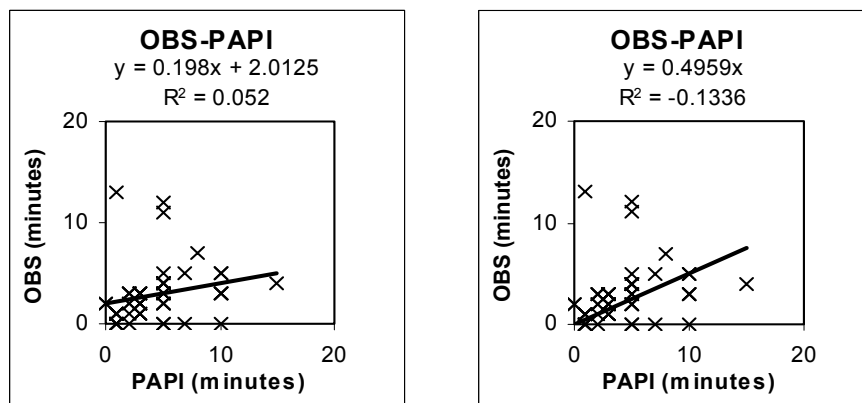 OBS-PAPI
y = 0.198x + 2.0125
R² = 0.052
20
10
0
0 10 20
OBS (minutes)
PAPI (minutes)
OBS-PAPI
y = 0.4959x
R² = -0.1336
20
10
0
0 10 20
OBS (minutes)
PAPI (minutes)